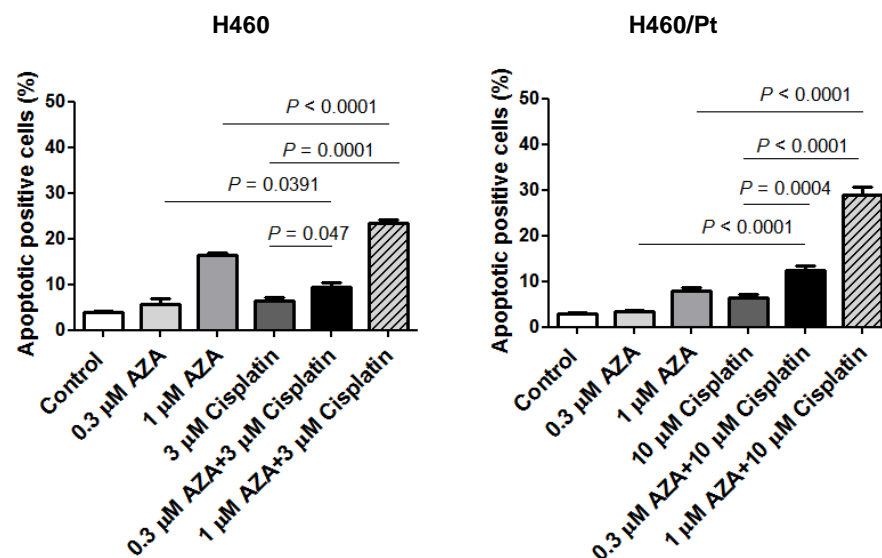 H460
Apoptotic positive cells (%)
50
40
30
20
10
0
P < 0.0001
P = 0.0001
P = 0.0391
P = 0.047
Control
0.3 µM AZA
1 µM AZA
3 µM Cisplatin
0.3 µM AZA+3 µM Cisplatin
1 µM AZA+3 µM Cisplatin
H460/Pt
Apoptotic positive cells (%)
50
40
30
20
10
0
P < 0.0001
P < 0.0001
P = 0.0004
P < 0.0001
Control
0.3 µM AZA
1 µM AZA
10 µM Cisplatin
0.3 µM AZA+10 µM Cisplatin
1 µM AZA+10 µM Cisplatin